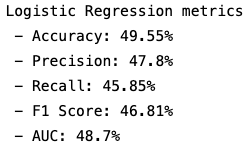 Logistic Regression metrics
- Accuracy: 49.55%
- Precision: 47.8%
- Recall: 45.85%
- F1 Score: 46.81%
- AUC: 48.7%